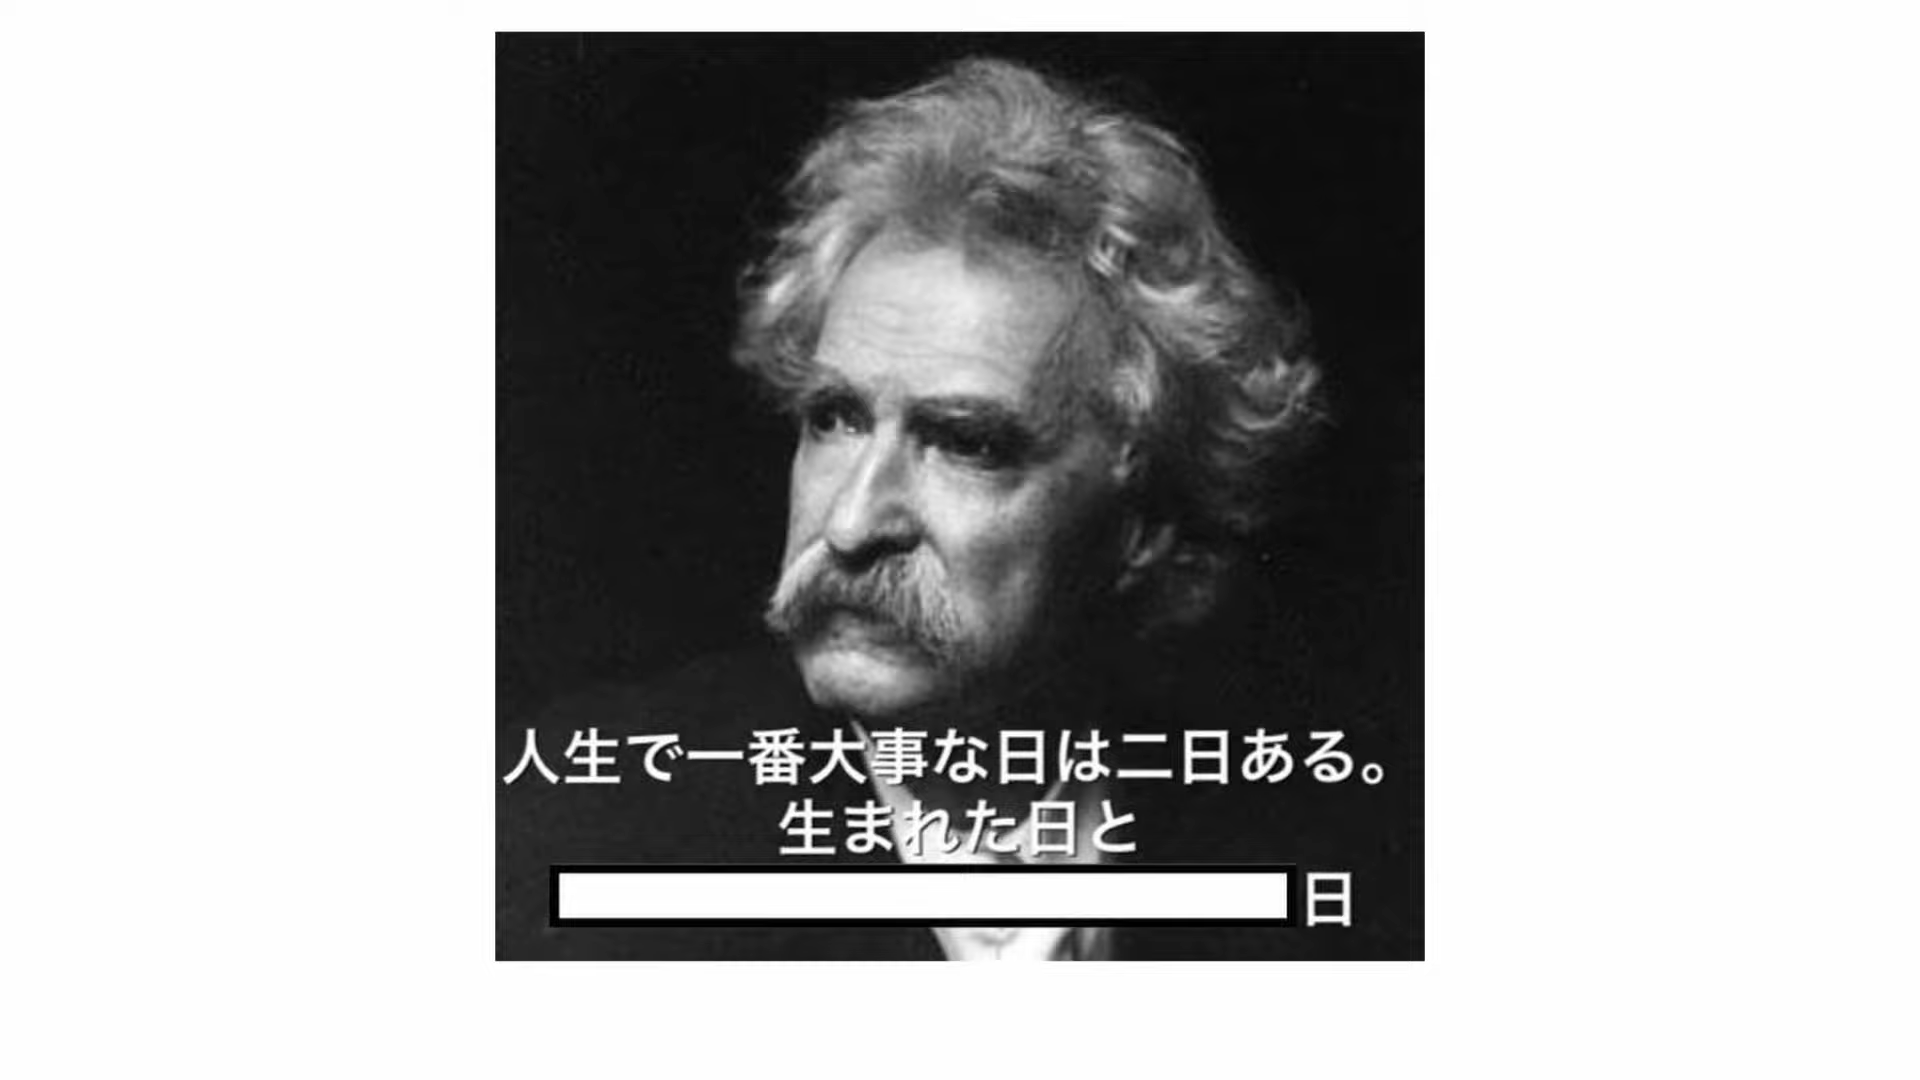 人生で一番大事な日は二日ある。
生まれた日と
日